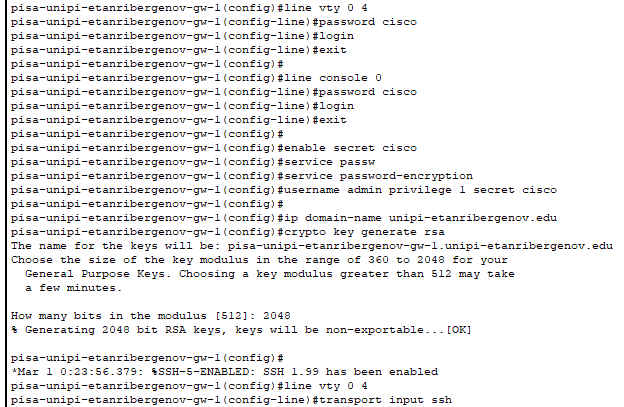 pisa-unipi-etanribergenov-gw-1(config)#line vty 0 4
pisa-unipi-etanribergenov-gw-1(config-line)#password cisco
pisa-unipi-etanribergenov-gw-1(config-line)#login
pisa-unipi-etanribergenov-gw-1(config-line)#exit
pisa-unipi-etanribergenov-gw-1(config)#
pisa-unipi-etanribergenov-gw-1(config)#line console 0
pisa-unipi-etanribergenov-gw-1(config-line)#password cisco
pisa-unipi-etanribergenov-gw-1(config-line)#login
pisa-unipi-etanribergenov-gw-1(config-line)#exit
pisa-unipi-etanribergenov-gw-1(config)#
pisa-unipi-etanribergenov-gw-1(config)#enable secret cisco
pisa-unipi-etanribergenov-gw-1(config)#service passw
pisa-unipi-etanribergenov-gw-1(config)#service password-encryption
pisa-unipi-etanribergenov-gw-1(config)#username admin privilege 1 secret cisco
pisa-unipi-etanribergenov-gw-1(config)#
pisa-unipi-etanribergenov-gw-1(config)#ip domain-name unipi-etanribergenov.edu
pisa-unipi-etanribergenov-gw-1(config)#crypto key generate rsa
The name for the keys will be: pisa-unipi-etanribergenov-gw-1.unipi-etanribergenov.edu
Choose the size of the key modulus in the range of 360 to 2048 for your
General Purpose Keys. Choosing a key modulus greater than 512 may take
a few minutes.
How many bits in the modulus [512]: 2048
% Generating 2048 bit RSA keys, keys will be non-exportable...[OK]
pisa-unipi-etanribergenov-gw-1(config)#
*Mar 1 0:23:56.379: %SSH-5-ENABLED: SSH 1.99 has been enabled
pisa-unipi-etanribergenov-gw-1(config)#line vty 0 4
pisa-unipi-etanribergenov-gw-1(config-line)#transport input ssh